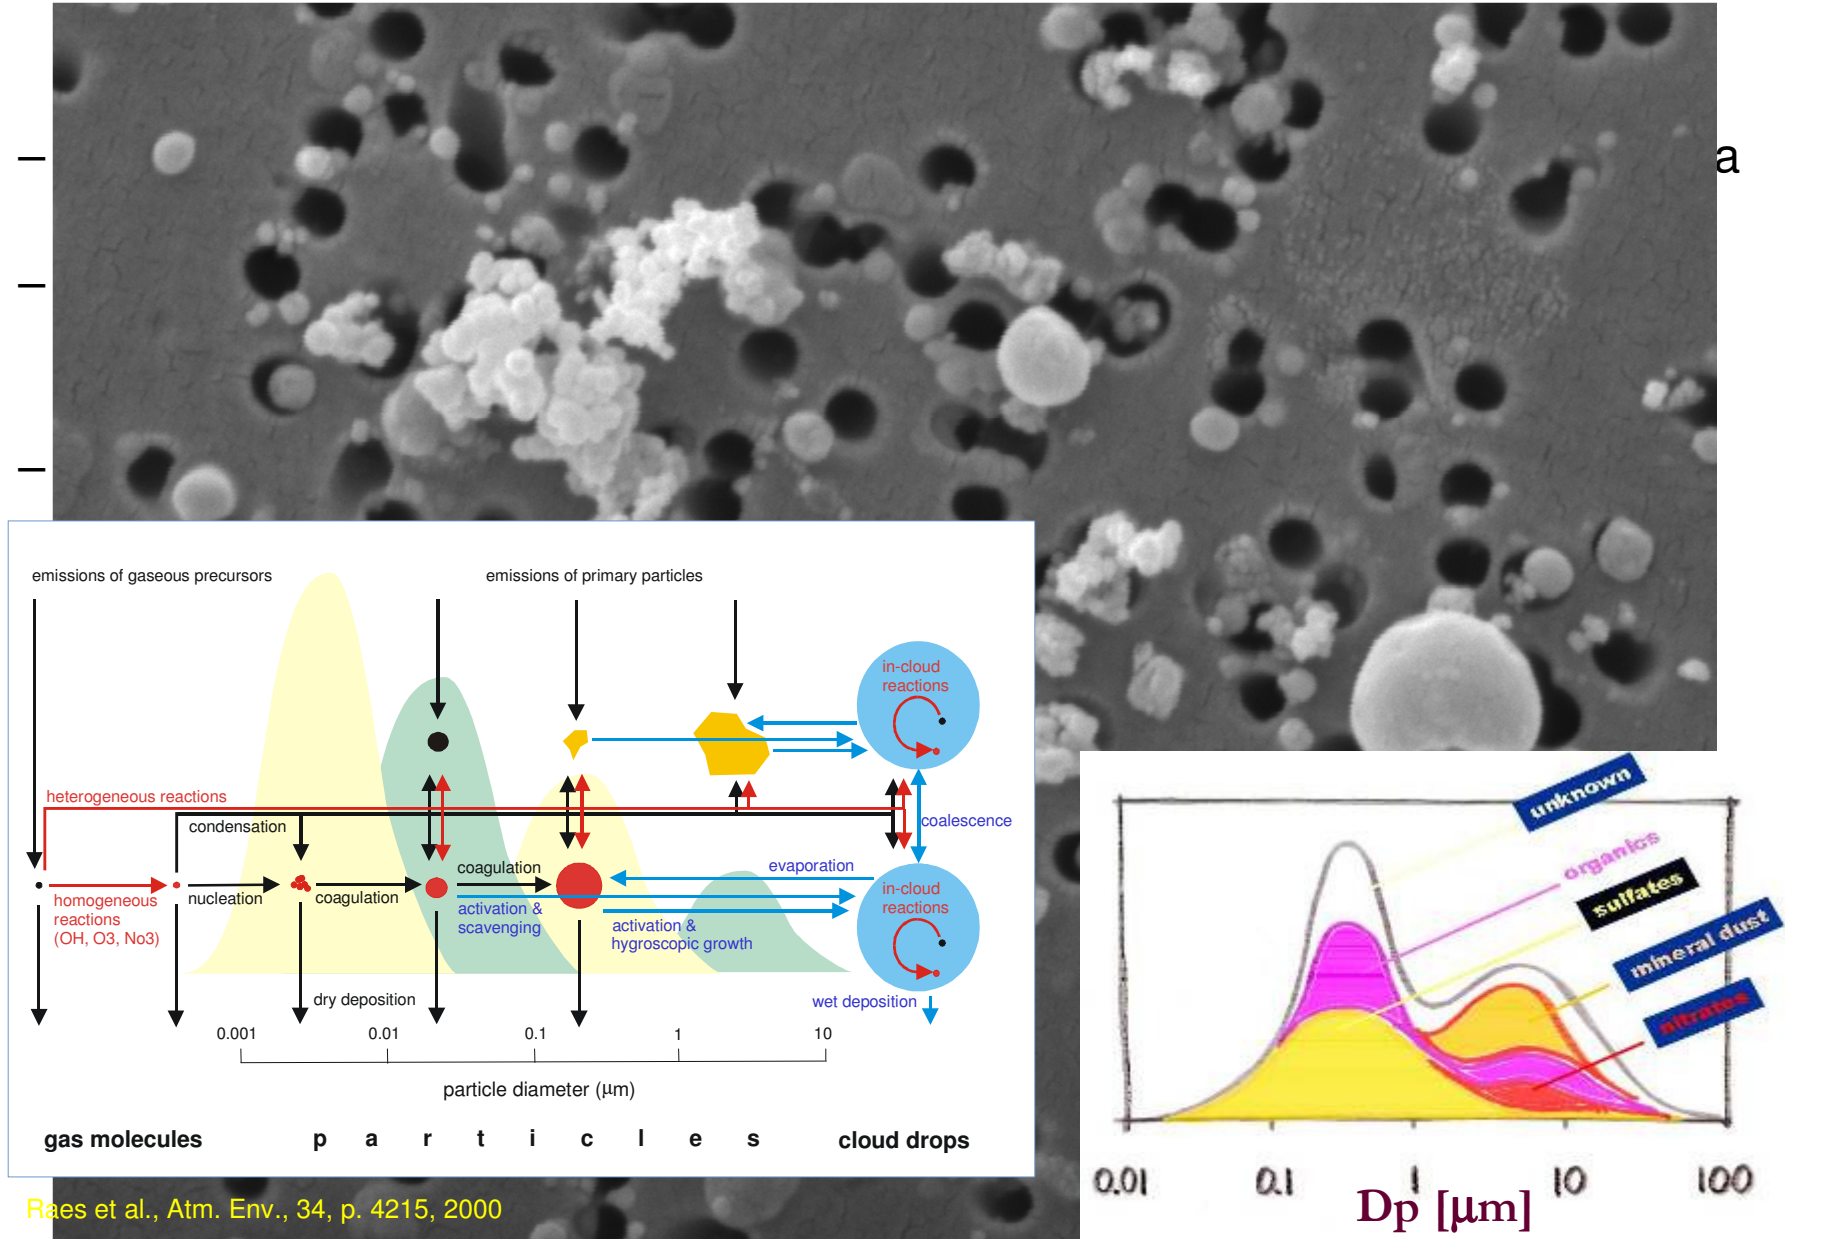 –
a
–
–
emissions of gaseous precursors
emissions of primary particles
in-cloud
reactions
heterogeneous reactions
condensation
coalescence
coagulation
evaporation
in-cloud
reactions
homogeneous
reactions
(OH, O3, No3)
nucleation
coagulation
activation &
scavenging
activation &
hygroscopic growth
dry deposition
wet deposition
0.001 0.01 0.1 1 10
particle diameter (μm)
gas molecules
p a r t i c l e s
cloud drops
Raes et al., Atm. Env., 34, p. 4215, 2000
unknown
organics
sulfates
mineral dust
nitrates
0.01 0.1 1 10 100
Dp [μm]